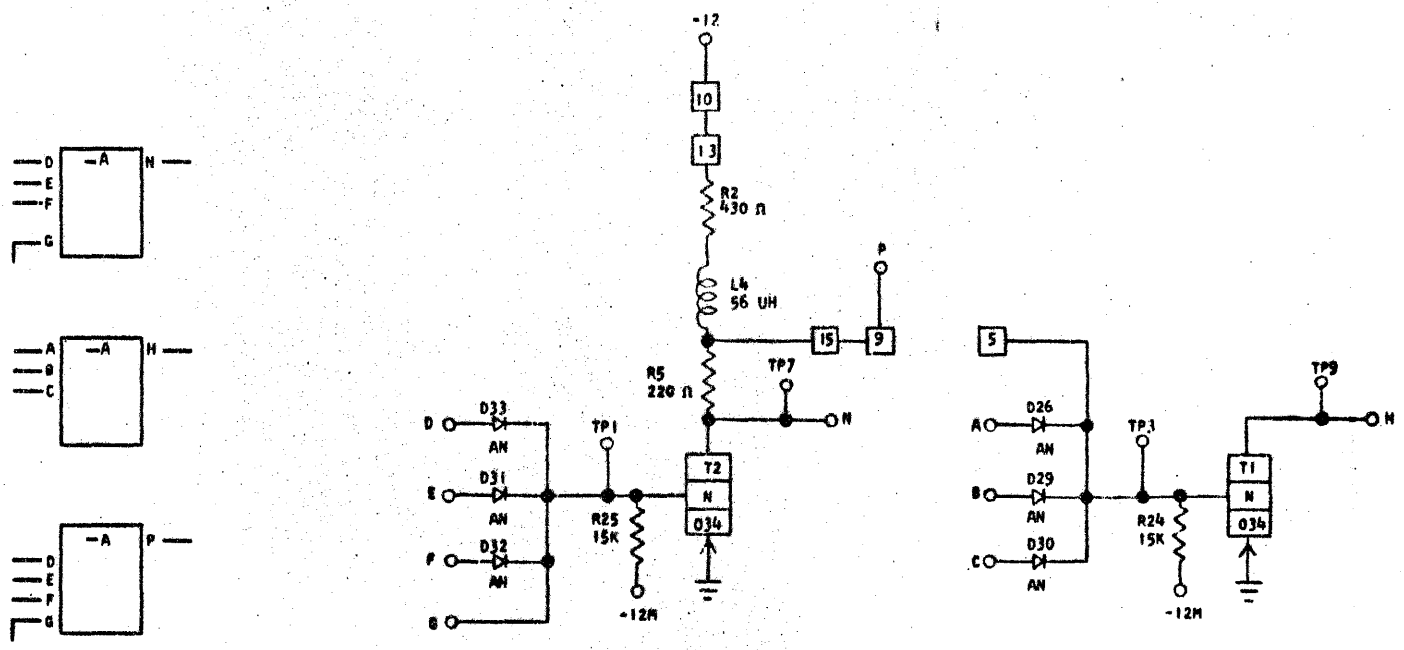 -12
10
13
R2
430 Ω
L4
56 UH
15
9
P
R5
220 Ω
TP7
N
D
D33
AN
E
D31
AN
F
D32
AN
G
TP1
R25
15K
-12M
T2
N
034
5
A
D26
AN
B
D29
AN
C
D30
AN
TP3
R24
15K
-12M
T1
N
034
TP9
H
D
-A
N
E
F
G
A
-A
H
B
C
-A
P
D
E
F
G